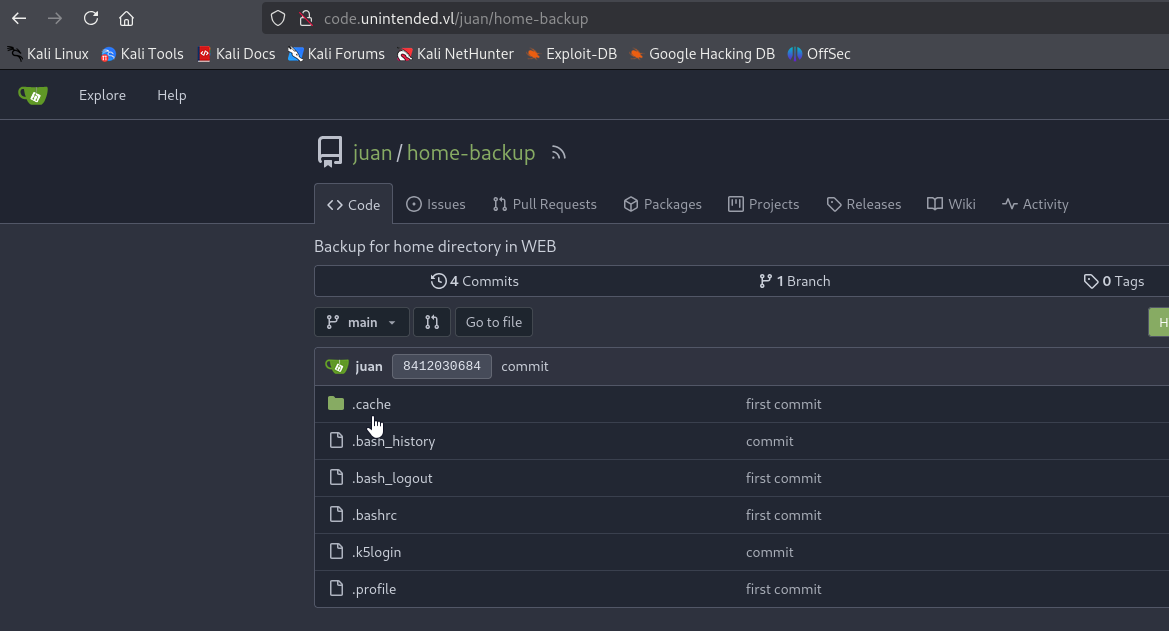 code.unintended.vl/juan/home-backup
Kali Linux Kali Tools Kali Docs Kali Forums Kali NetHunter Exploit-DB Google Hacking DB OffSec
Explore Help
juan/home-backup
Code Issues Pull Requests Packages Projects Releases Wiki Activity
Backup for home directory in WEB
4 Commits 1 Branch 0 Tags
main Go to file H
juan 8412030684 commit
.cache first commit
.bash_history commit
.bash_logout first commit
.bashrc first commit
.k5login commit
.profile first commit